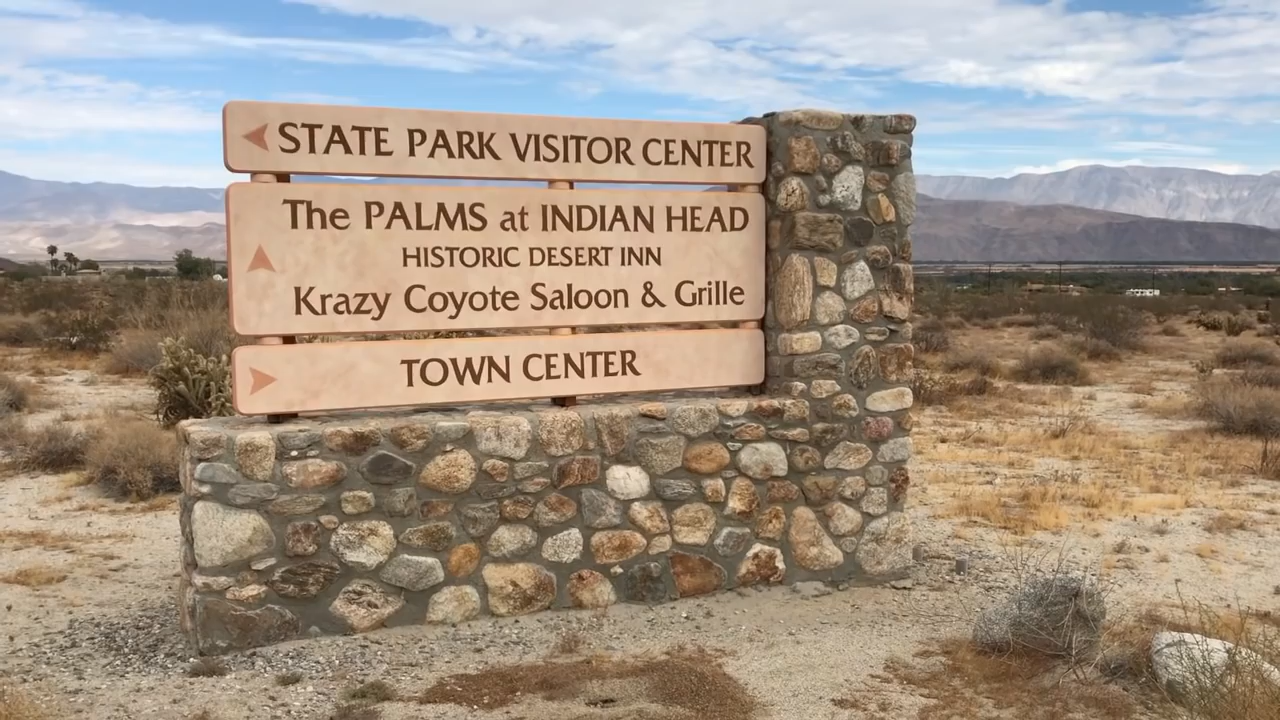 STATE PARK VISITOR CENTER
The PALMS at INDIAN HEAD
HISTORIC DESERT INN
Krazy Coyote Saloon & Grille
TOWN CENTER